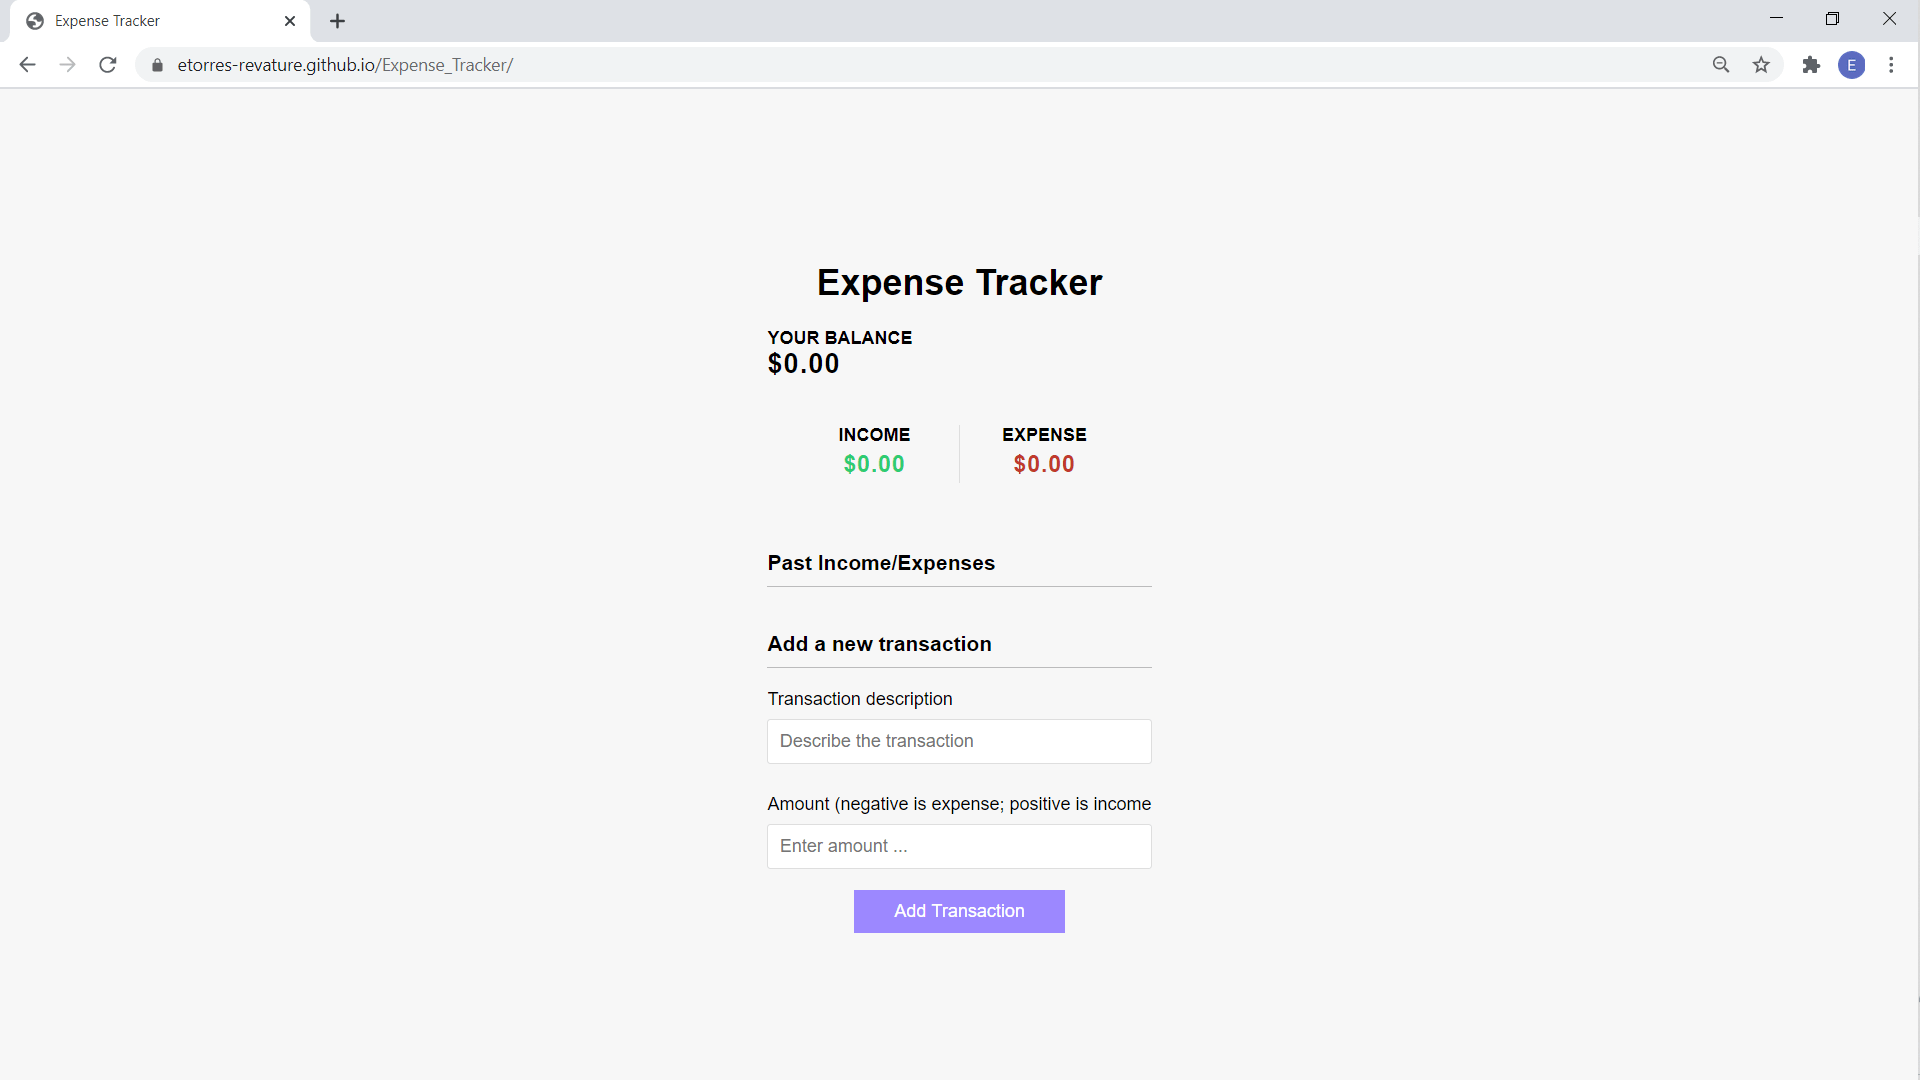 Expense Tracker
etorres-revature.github.io/Expense_Tracker/
E
Expense Tracker
YOUR BALANCE
$0.00
INCOME
EXPENSE
$0.00
$0.00
Past Income/Expenses
Add a new transaction
Transaction description
Describe the transaction
Amount (negative is expense; positive is income
Enter amount ...
Add Transaction